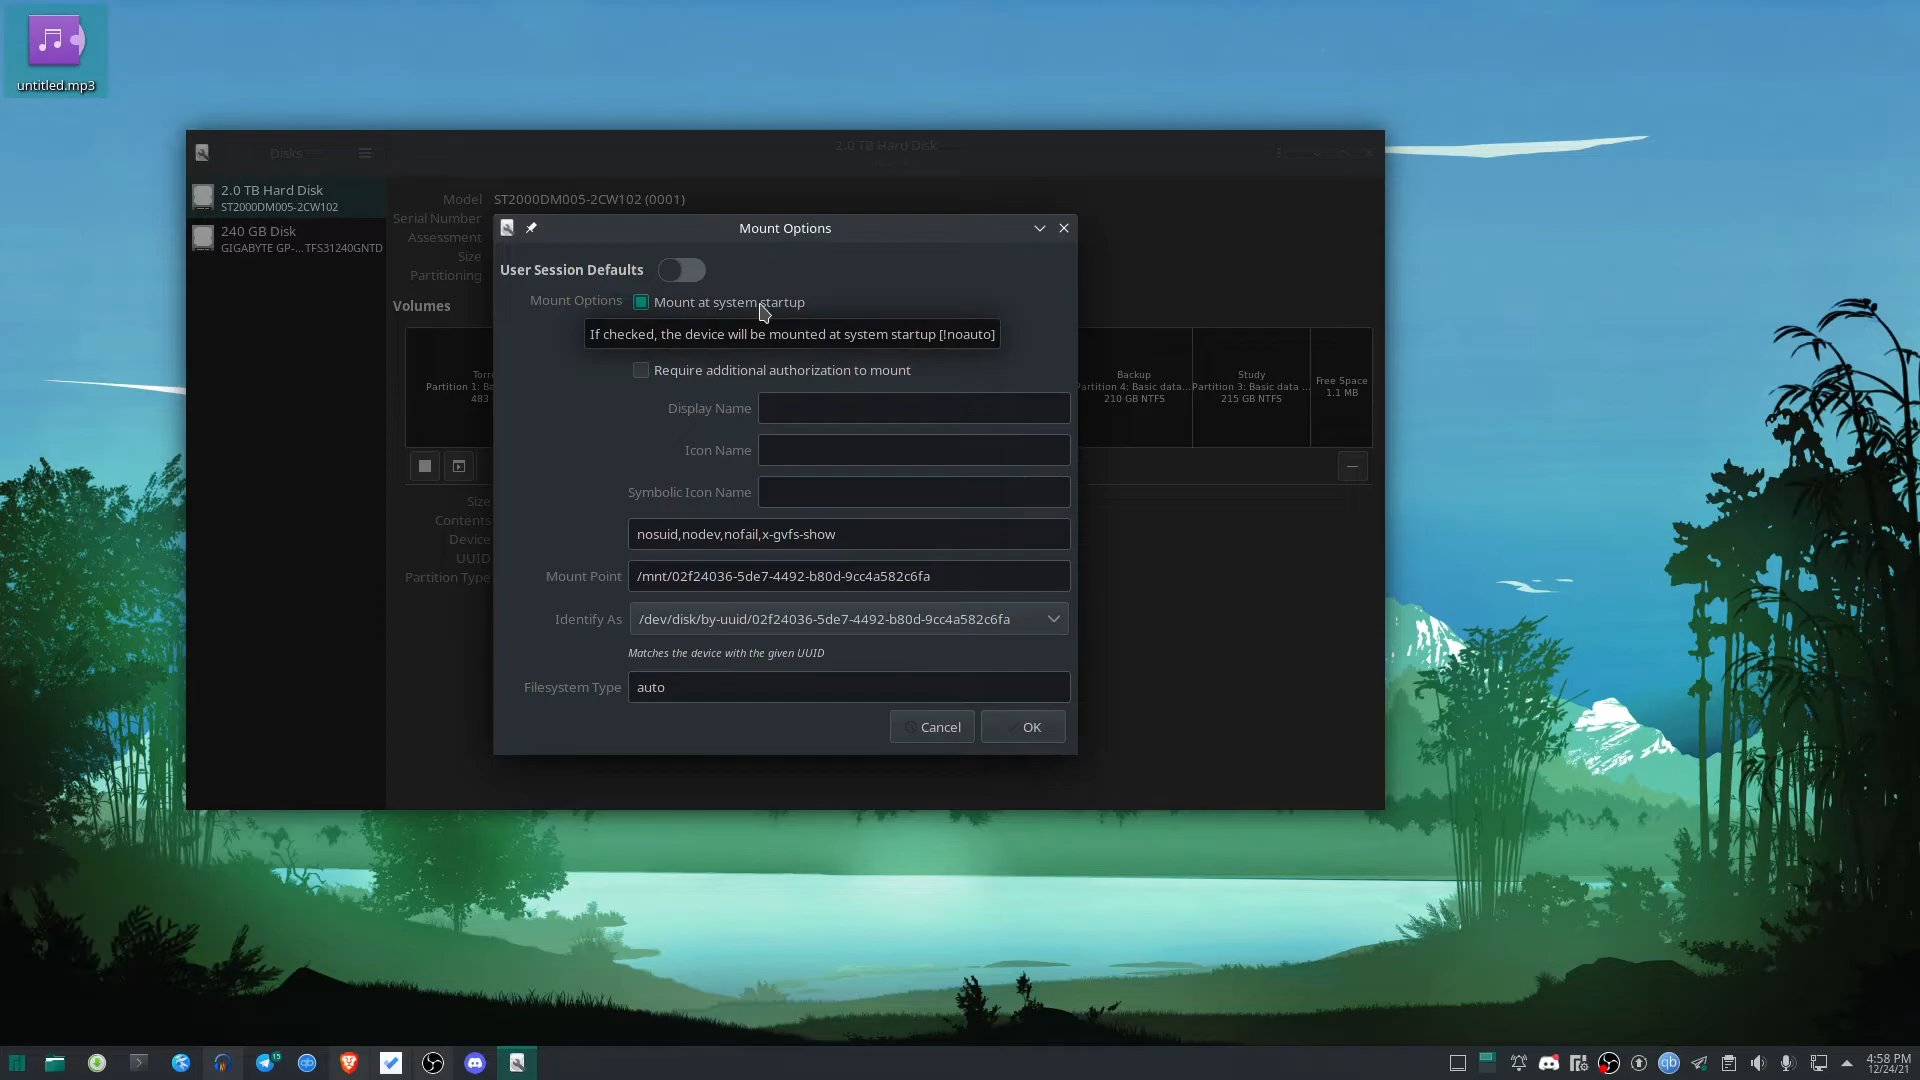 untitled.mp3
Disks
2.0 TB Hard Disk
2.0 TB Hard Disk
ST2000DM005-2CW102
240 GB Disk
GIGABYTE GP-...TFS31240GNTD
Model ST2000DM005-2CW102 (0001)
Serial Number
Assessment
Size
Partitioning
Volumes
Partition 1: Ba
483
Backup
Partition 4: Basic data...
210 GB NTFS
Study
Partition 3: Basic data ...
215 GB NTFS
Free Space
1.1 MB
Size
Contents
Device
UUID
Partition Type
Mount Options
User Session Defaults
Mount Options Mount at system startup
If checked, the device will be mounted at system startup [!noauto]
Require additional authorization to mount
Display Name
Icon Name
Symbolic Icon Name
nosuid,nodev,nofail,x-gvfs-show
Mount Point /mnt/02f24036-5de7-4492-b80d-9cc4a582c6fa
Identify As /dev/disk/by-uuid/02f24036-5de7-4492-b80d-9cc4a582c6fa
Matches the device with the given UUID
Filesystem Type auto
Cancel OK
15
qb
qb
4:58 PM
12/24/21